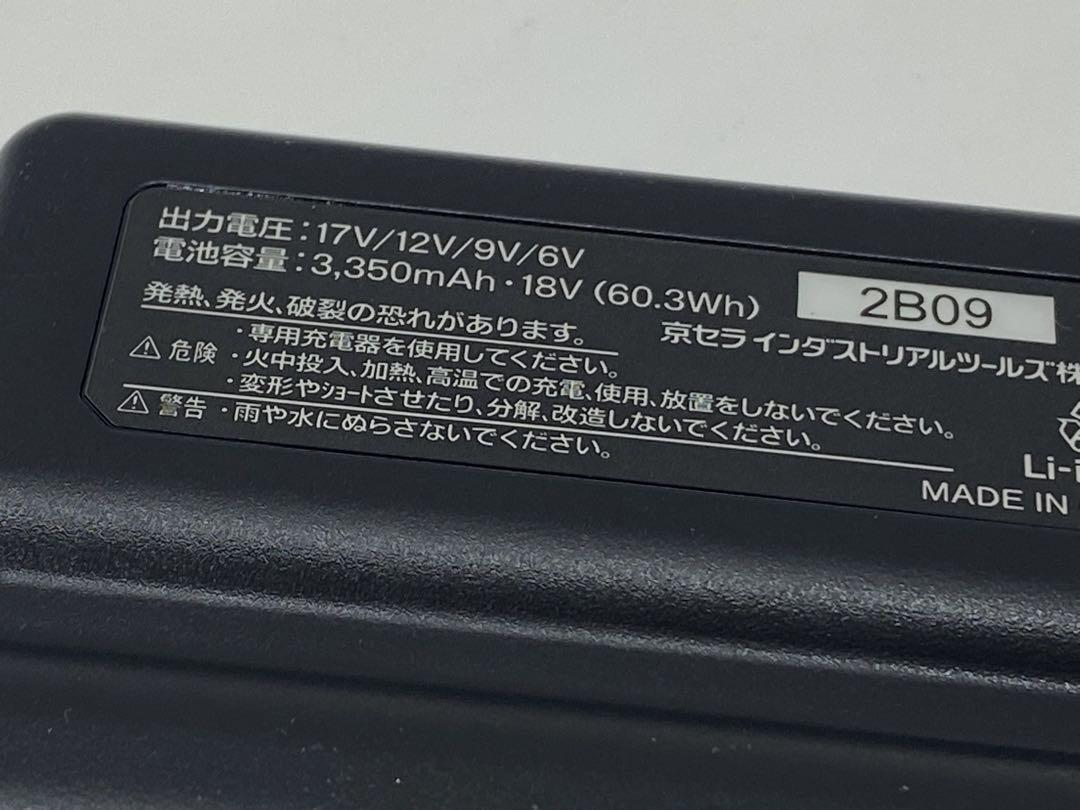 出力電圧：17V/12V/9V/6V
電池容量：3,350mAh・18V (60.3Wh)
2B09
発熱、発火、破裂の恐れがあります。
京セラ インダストリアルツールズ株
⚠ 危険 ・専用充電器を使用してください。
・火中投入、加熱、高温での充電、使用、放置をしないでください。
・変形やｼｮｰﾄさせたり、分解、改造しないでください。
⚠ 警告 ・雨や水にぬらさないでください。
Li-i
MADE IN